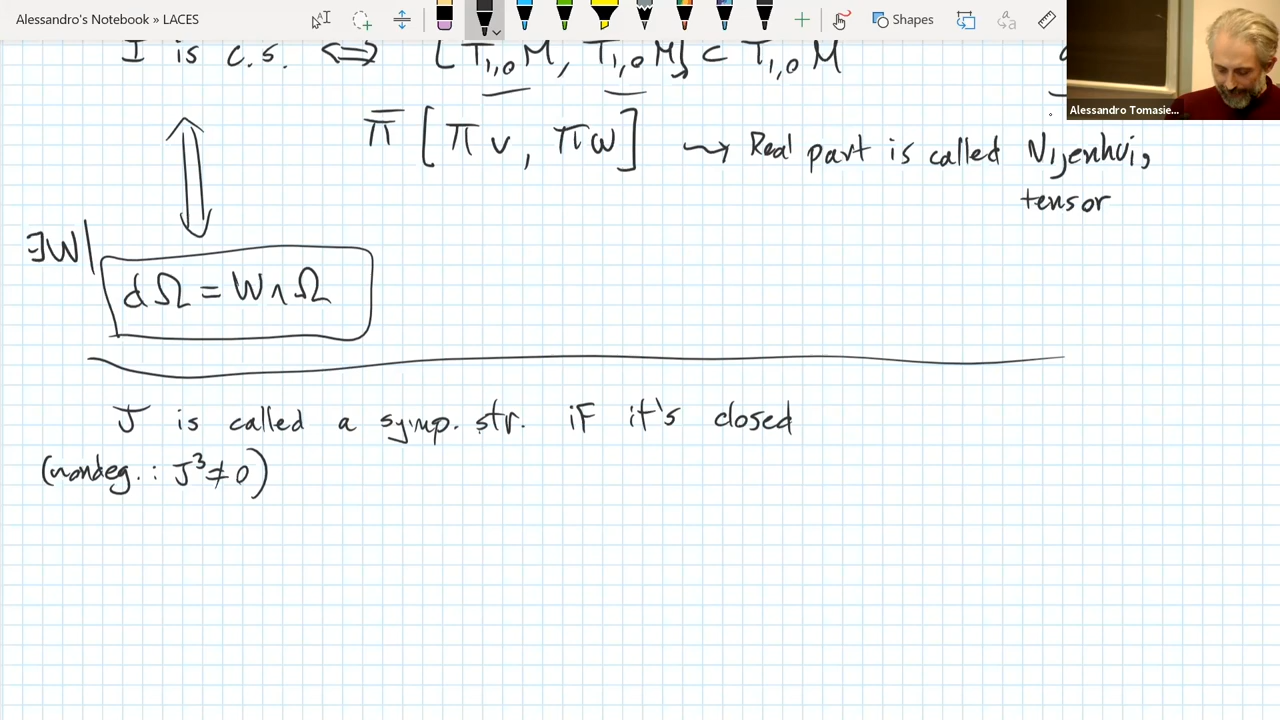 Alessandro's Notebook » LACES
Shapes
Alessandro Tomasie...
I is c.s. ⟺ [T₁,₀M, T₁,₀M] ⊂ T₁,₀M
π̄ [πv, πw] ⇝ Real part is called Nijenhuis
tensor
∃W|
dΩ = W∧Ω
J is called a symp. str. if it's closed
(nondeg.: J³≠0)